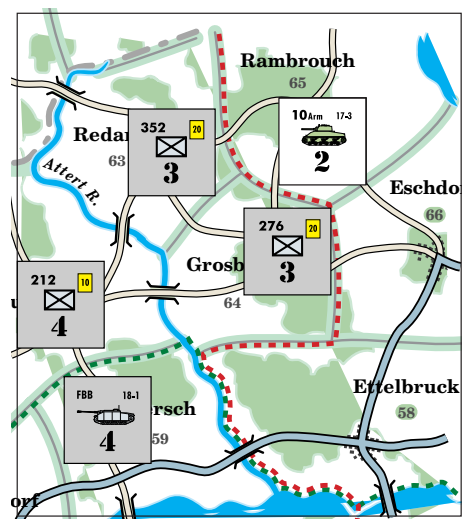 Rambrouch
65
10Arm 17-3
2
352 20
3
Redan
63
Attert R.
Eschdo
66
276 20
3
Grosb
64
212 10
4
u
FBB 18-1
4
ersch
59
Ettelbruck
58
orf